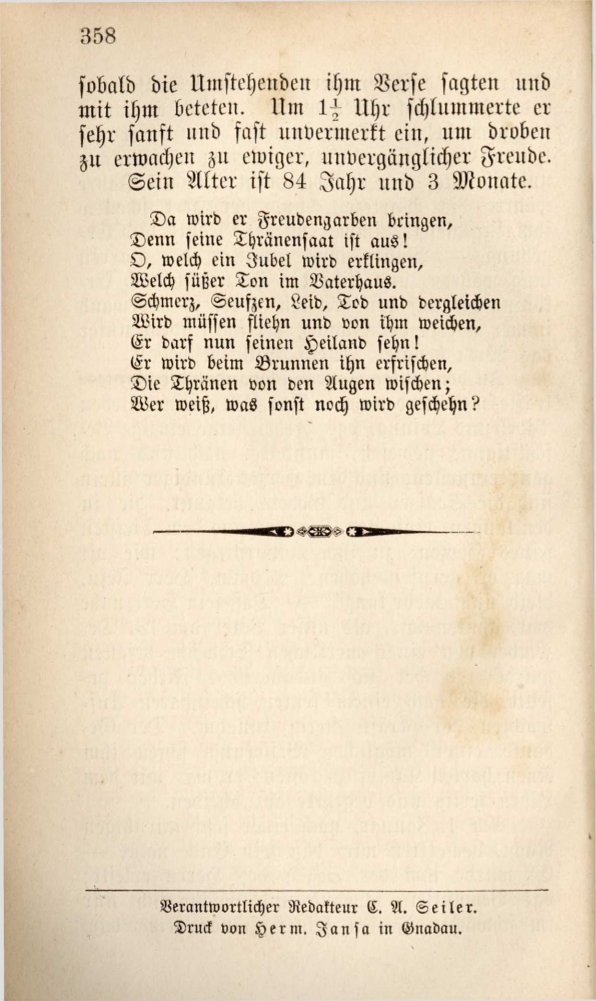 358
sobald die Umstehenden ihm Verse sagten und
mit ihm beteten. Um 1½ Uhr schlummerte er
sehr sanft und fast unvermerkt ein, um droben
zu erwachen zu ewiger, unvergänglicher Freude.
Sein Alter ist 84 Jahr und 3 Monate.
Da wird er Freudengarben bringen,
Denn seine Thränensaat ist aus!
O, welch ein Jubel wird erklingen,
Welch süßer Ton im Vaterhaus.
Schmerz, Seufzen, Leid, Tod und dergleichen
Wird müssen fliehn und von ihm weichen,
Er darf nun seinen Heiland sehn!
Er wird beim Brunnen ihn erfrischen,
Die Thränen von den Augen wischen;
Wer weiß, was sonst noch wird geschehn?
Verantwortlicher Redakteur C. A. Seiler.
Druck von Herm. Jansa in Gnadau.